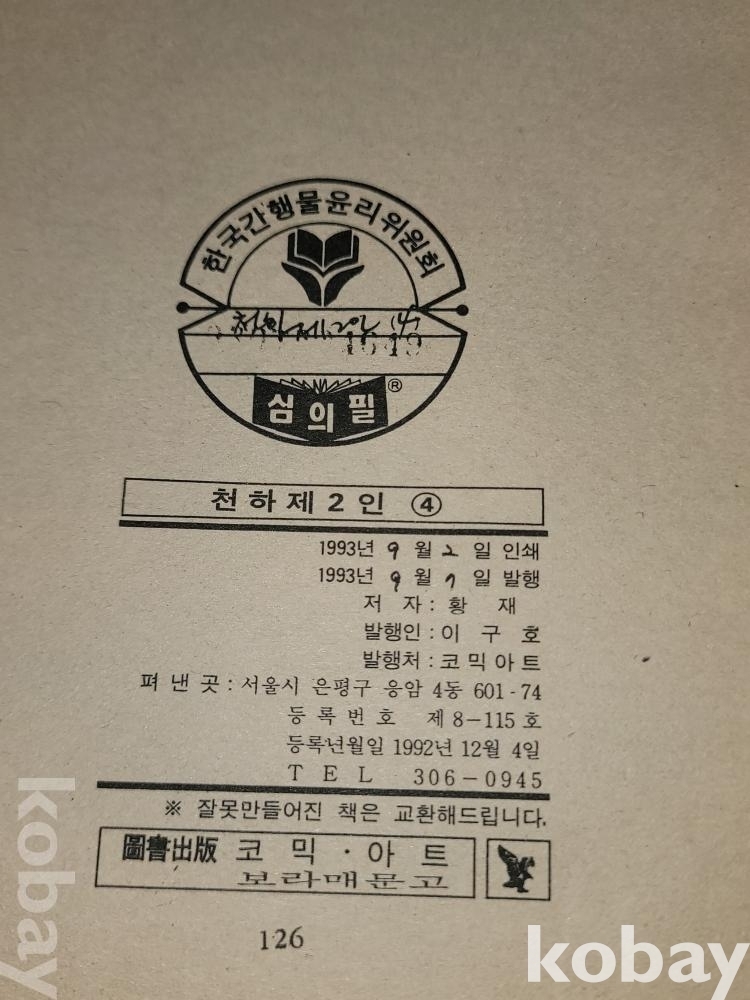 한국간행물윤리위원회
천하제2인 (4)
심의필 ®
천하제2인 ④
1993년 9월 2일 인쇄
1993년 9월 7일 발행
저 자 : 황 재
발행인 : 이 구 호
발행처 : 코믹아트
펴 낸 곳 : 서울시 은평구 응암 4동 601-74
등 록 번 호 제 8-115 호
등록년월일 1992년 12월 4일
T E L 306-0945
※ 잘못만들어진 책은 교환해드립니다.
圖書出版 코 믹 · 아 트
보라매문고
126
kobay
kobay